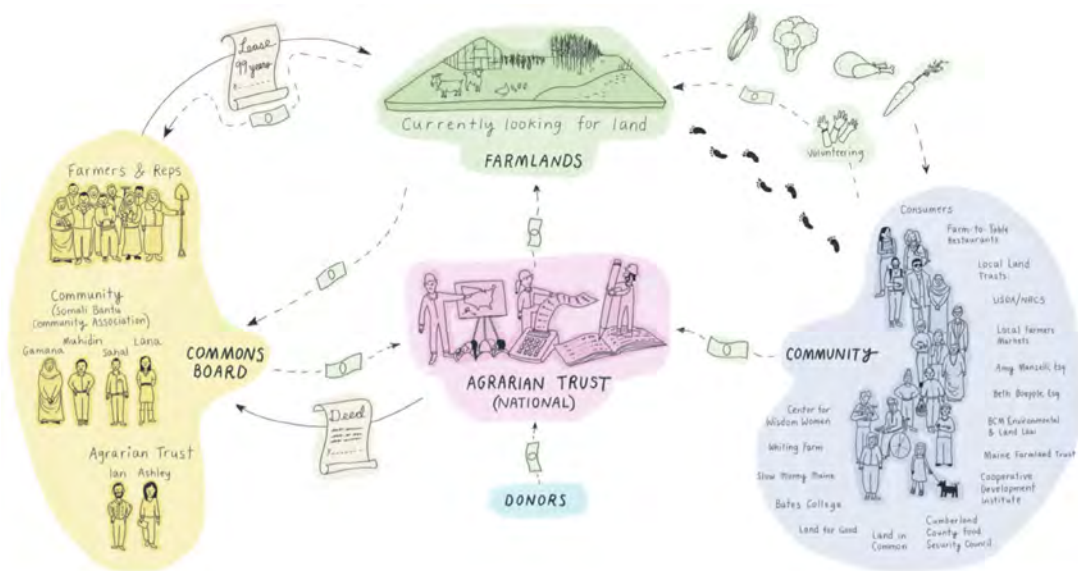 Lease
99 years
Currently looking for land
FARMLANDS
Volunteering
Farmers & Reps
Community
(Somali Bantu
Community Association)
Gamana
Muhidin
Sahal
Lana
COMMONS
BOARD
Agrarian Trust
Ian
Ashley
Deed
AGRARIAN TRUST
(NATIONAL)
DONORS
COMMUNITY
Consumers
Farm-to-Table
Restaurants
Local Land
Trusts
USDA/NRCS
Local Farmers
Markets
Amy Manselli, Esq
Beth Boepple, Esq
BCM Environmental
& Land Law
Maine Farmland Trust
Cooperative
Development
Institute
Cumberland
County Food
Security Council
Land in
Common
Land for Good
Bates College
Slow Money Maine
Whiting Farm
Center for
Wisdom Women